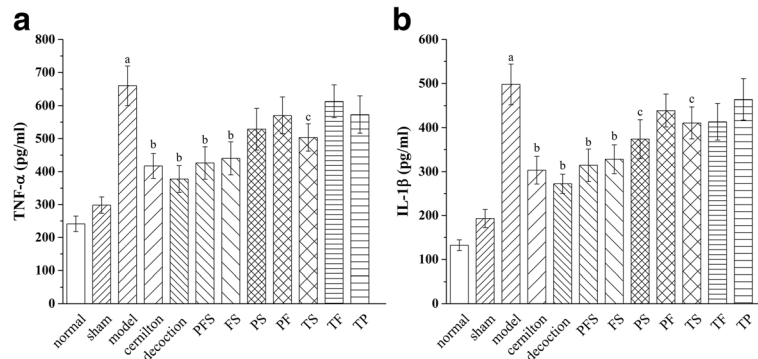 a
TNF-α (pg/ml)
800
700
600
500
400
300
200
100
0
a
b
b
b
b
c
normal
sham
model
cernilton
decoction
PFS
FS
PS
PF
TS
TF
TP
b
IL-1β (pg/ml)
600
500
400
300
200
100
0
a
b
b
b
b
c
c
normal
sham
model
cernilton
decoction
PFS
FS
PS
PF
TS
TF
TP